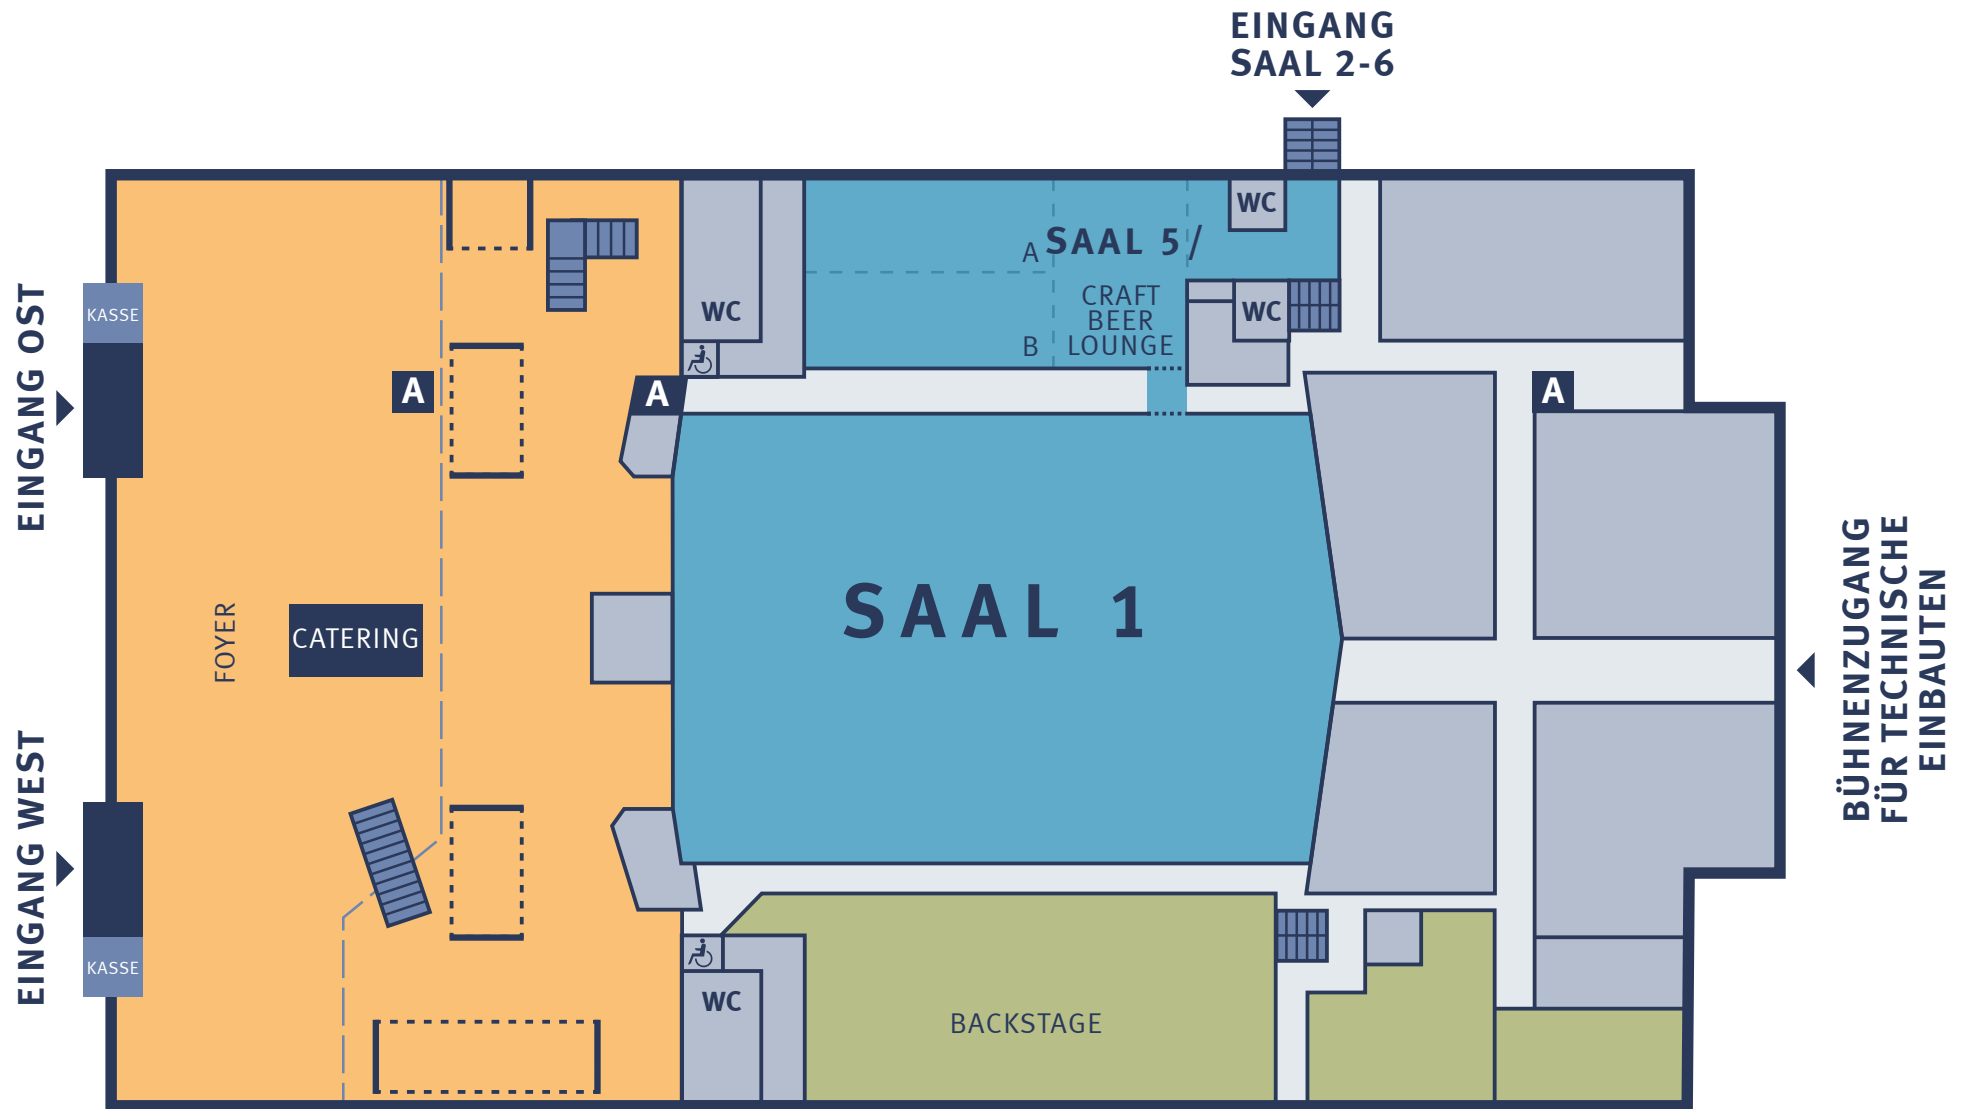 EINGANG
SAAL 2-6
WC
A
SAAL 5/
KASSE
EINGANG OST
WC
CRAFT
BEER
LOUNGE
WC
B
A
A
A
SAAL 1
FOYER
CATERING
BÜHNENZUGANG
FÜR TECHNISCHE
EINBAUTEN
EINGANG WEST
KASSE
WC
BACKSTAGE